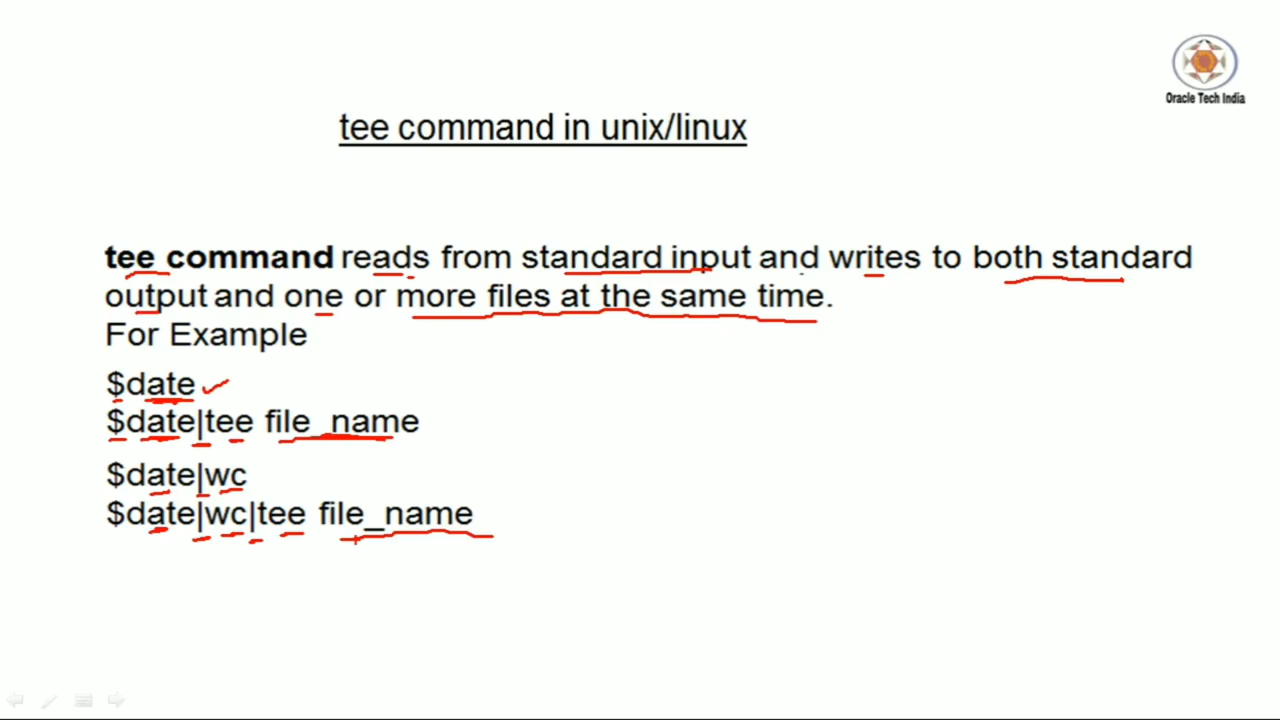 Oracle Tech India
tee command in unix/linux
tee command reads from standard input and writes to both standard
output and one or more files at the same time.
For Example
$date
$date|tee file_name
$date|wc
$date|wc|tee file_name